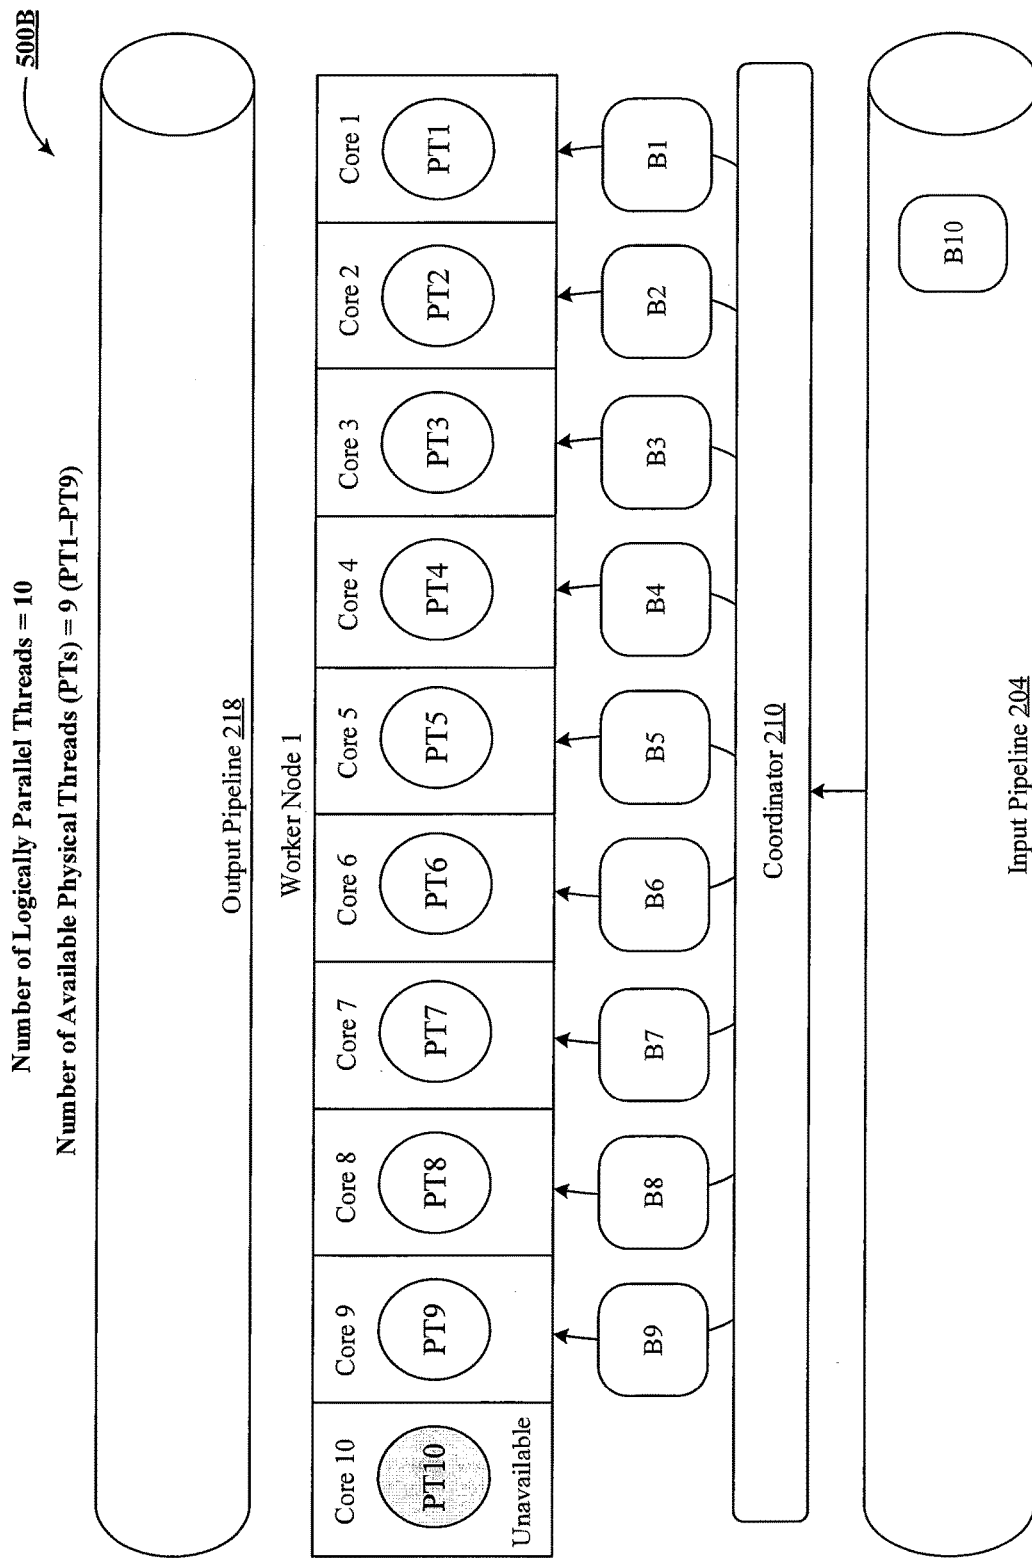 500B
Number of Logically Parallel Threads = 10
Number of Available Physical Threads (PTs) = 9 (PT1–PT9)
Output Pipeline 218
Worker Node 1
Core 10
Core 9
Core 8
Core 7
Core 6
Core 5
Core 4
Core 3
Core 2
Core 1
PT10
PT9
PT8
PT7
PT6
PT5
PT4
PT3
PT2
PT1
Unavailable
B9
B8
B7
B6
B5
B4
B3
B2
B1
Coordinator 210
B10
Input Pipeline 204